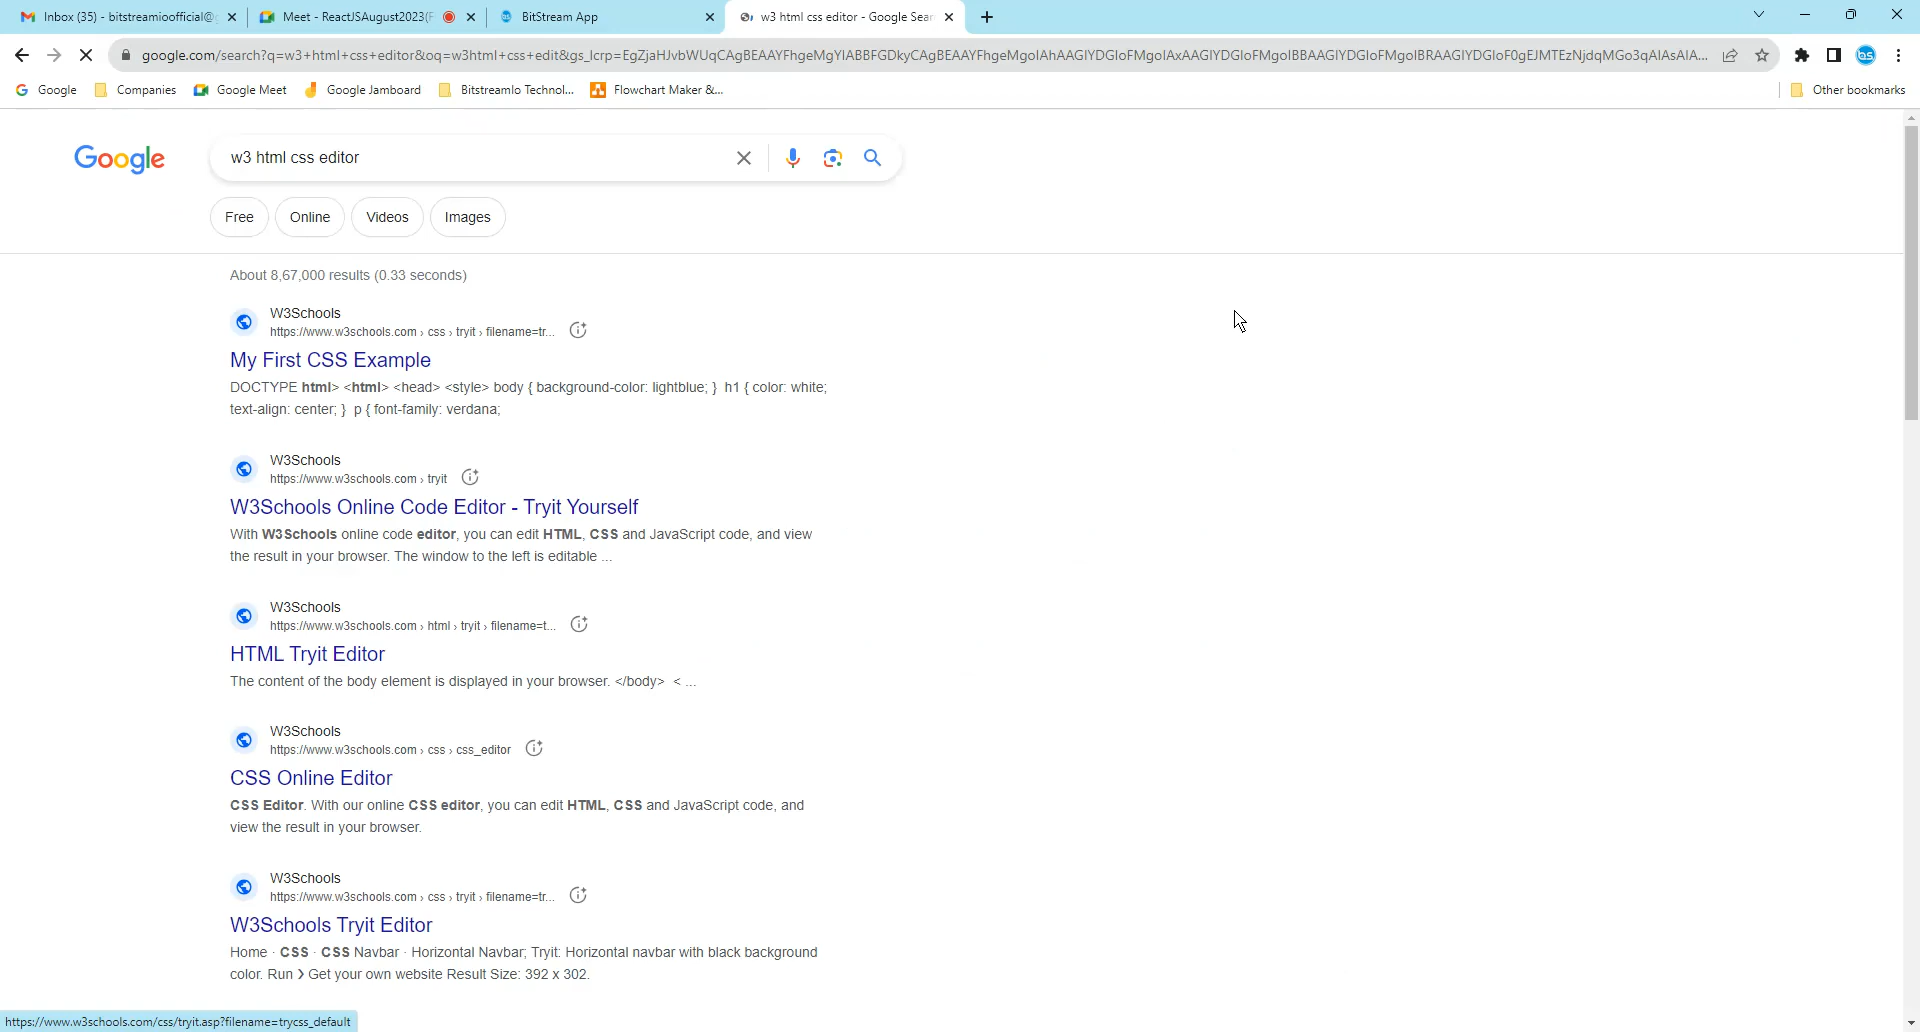 Inbox (35) - bitstreamioofficial@
Meet - ReactJSAugust2023(F
BitStream App
w3 html css editor - Google Sear
google.com/search?q=w3+html+css+editor&oq=w3html+css+edit&gs_lcrp=
Google
Companies
Google Meet
Google Jamboard
BitstreamIo Technol...
Flowchart Maker &...
Other bookmarks
Google
w3 html css editor
Free
Online
Videos
Images
About 8,67,000 results (0.33 seconds)
W3Schools
https://www.w3schools.com › css › tryit › filename=tr...
My First CSS Example
DOCTYPE html> <html> <head> <style> body { background-color: lightblue; } h1 { color: white;
text-align: center; } p { font-family: verdana;
W3Schools
https://www.w3schools.com › tryit
W3Schools Online Code Editor - Tryit Yourself
With W3Schools online code editor, you can edit HTML, CSS and JavaScript code, and view
the result in your browser. The window to the left is editable ...
W3Schools
https://www.w3schools.com › html › tryit › filename=t...
HTML Tryit Editor
The content of the body element is displayed in your browser. </body> < ...
W3Schools
https://www.w3schools.com › css › css_editor
CSS Online Editor
CSS Editor. With our online CSS editor, you can edit HTML, CSS and JavaScript code, and
view the result in your browser.
W3Schools
https://www.w3schools.com › css › tryit › filename=tr...
W3Schools Tryit Editor
Home · CSS · CSS Navbar · Horizontal Navbar; Tryit: Horizontal navbar with black background
color. Run ❯ Get your own website Result Size: 392 x 302.
https://www.w3schools.com/css/tryit.asp?filename=trycss_default